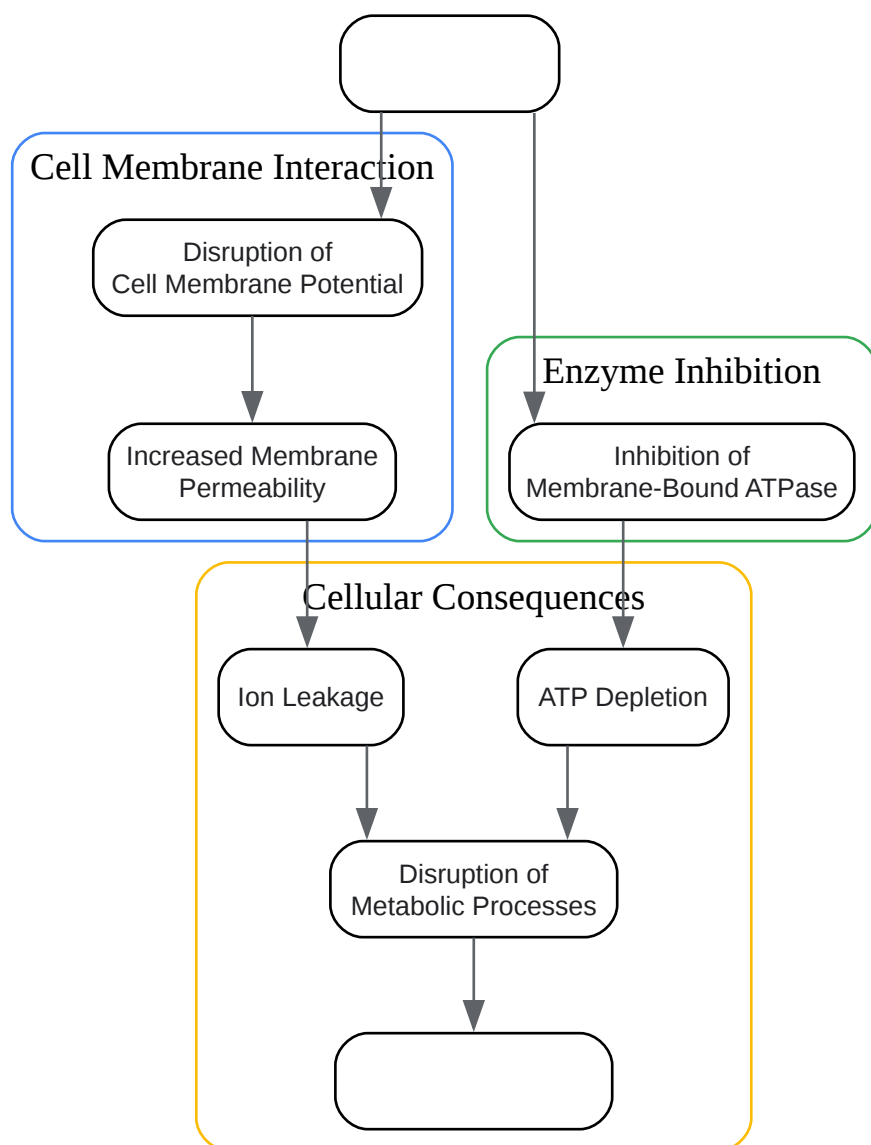 Cell Membrane Interaction
Disruption of
Cell Membrane Potential
Enzyme Inhibition
Increased Membrane
Permeability
Inhibition of
Membrane-Bound ATPase
Cellular Consequences
Ion Leakage
ATP Depletion
Disruption of
Metabolic Processes